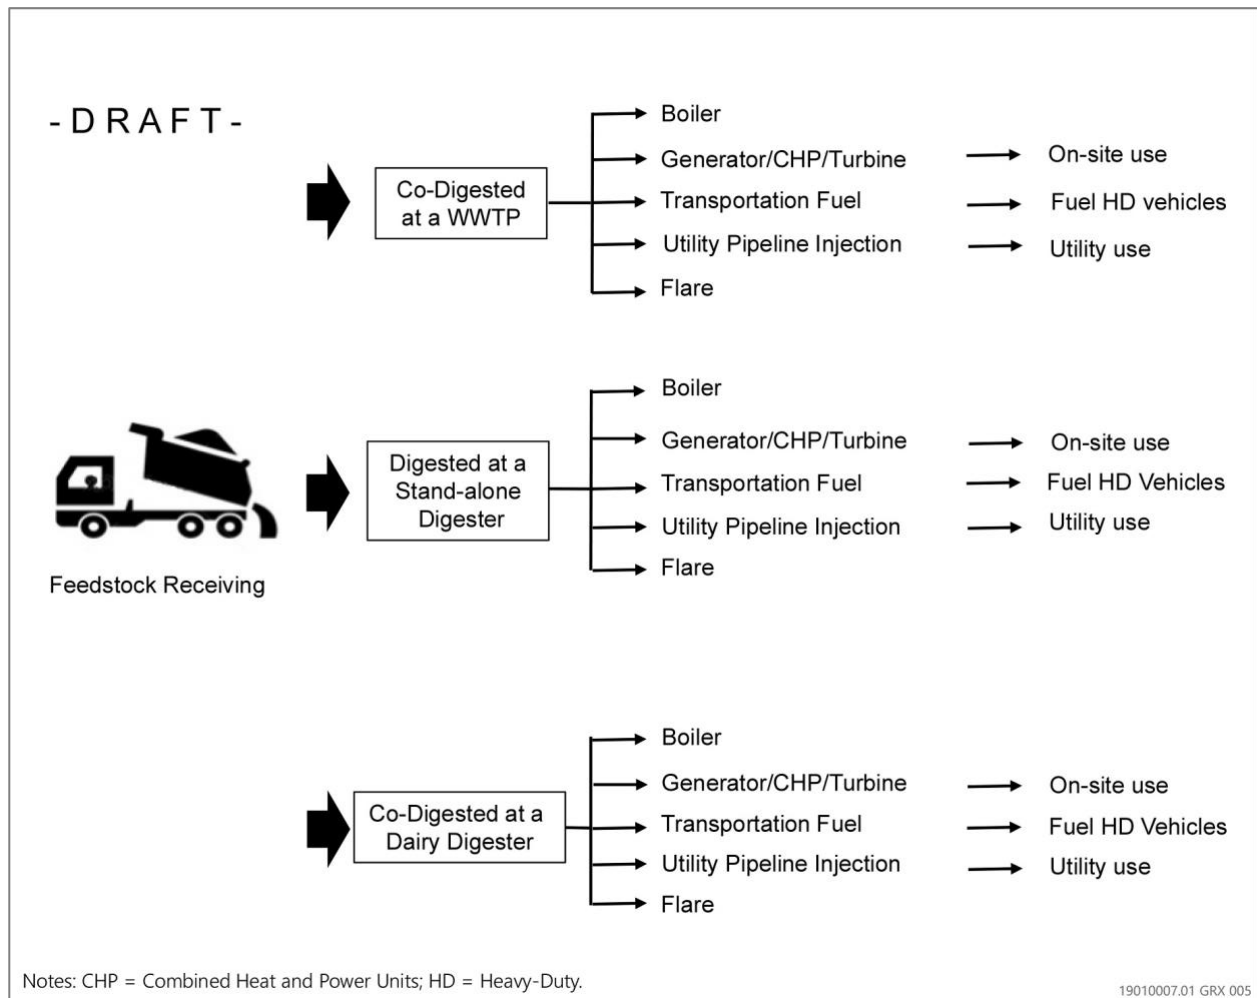 - D R A F T -
Co-Digested
at a WWTP
Boiler
Generator/CHP/Turbine
On-site use
Transportation Fuel
Fuel HD vehicles
Utility Pipeline Injection
Utility use
Flare
Feedstock Receiving
Digested at a
Stand-alone
Digester
Boiler
Generator/CHP/Turbine
On-site use
Transportation Fuel
Fuel HD Vehicles
Utility Pipeline Injection
Utility use
Flare
Co-Digested at a
Dairy Digester
Boiler
Generator/CHP/Turbine
On-site use
Transportation Fuel
Fuel HD Vehicles
Utility Pipeline Injection
Utility use
Flare
Notes: CHP = Combined Heat and Power Units; HD = Heavy-Duty.
19010007.01 GRX 005